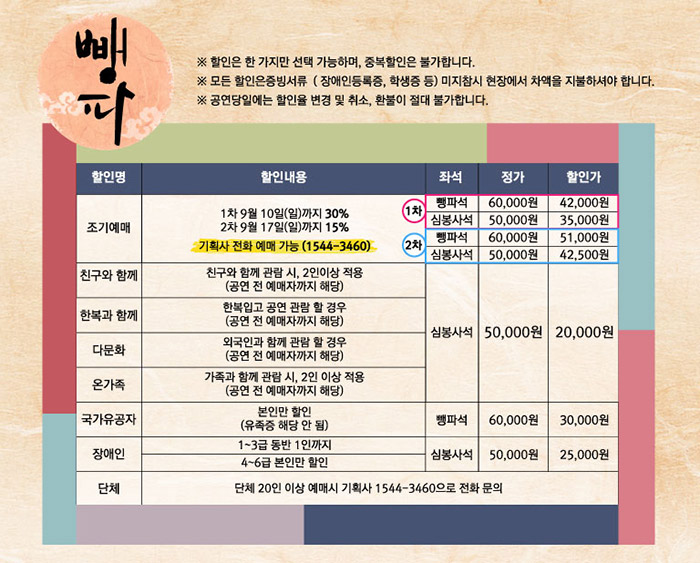 뺑파
※ 할인은 한 가지만 선택 가능하며, 중복할인은 불가합니다.
※ 모든 할인은증빙서류 ( 장애인등록증, 학생증 등) 미지참시 현장에서 차액을 지불하셔야 합니다.
※ 공연당일에는 할인율 변경 및 취소, 환불이 절대 불가합니다.
할인명 할인내용 좌석 정가 할인가
조기예매
1차 9월 10일(일)까지 30%
2차 9월 17일(일)까지 15%
기획사 전화 예매 가능 (1544-3460)
1차
뺑파석 60,000원 42,000원
심봉사석 50,000원 35,000원
2차
뺑파석 60,000원 51,000원
심봉사석 50,000원 42,500원
친구와 함께
친구와 함께 관람 시, 2인이상 적용
(공연 전 예매자까지 해당)
한복과 함께
한복입고 공연 관람 할 경우
(공연 전 예매자까지 해당)
다문화
외국인과 함께 관람 할 경우
(공연 전 예매자까지 해당)
온가족
가족과 함께 관람 시, 2인 이상 적용
(공연 전 예매자까지 해당)
심봉사석 50,000원 20,000원
국가유공자
본인만 할인
(유족증 해당 안 됨)
뺑파석 60,000원 30,000원
장애인
1~3급 동반 1인까지
4~6급 본인만 할인
심봉사석 50,000원 25,000원
단체 단체 20인 이상 예매시 기획사 1544-3460으로 전화 문의